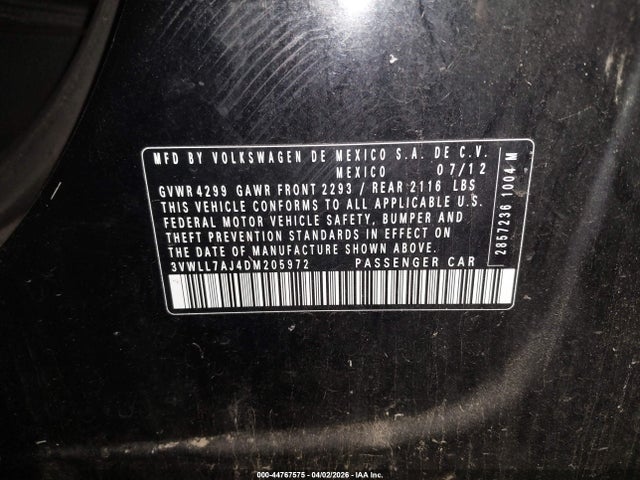 MFD BY VOLKSWAGEN DE MEXICO S.A. DE C.V.
MEXICO 07/12
GVWR 4299 GAWR FRONT 2293 / REAR 2116 LBS
THIS VEHICLE CONFORMS TO ALL APPLICABLE U.S.
FEDERAL MOTOR VEHICLE SAFETY, BUMPER AND
THEFT PREVENTION STANDARDS IN EFFECT ON
THE DATE OF MANUFACTURE SHOWN ABOVE.
3VWLL7AJ4DM205972 PASSENGER CAR
2857236 1004 M
000-44767575 - 04/02/2026 - IAA Inc.